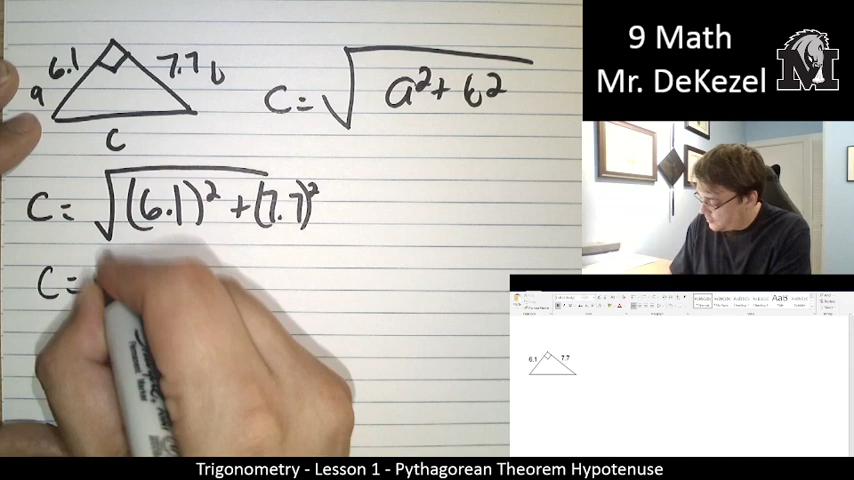 6.1
7.7 b
a
c
C = √a² + b²
C = √(6.1)² + (7.7)²
C =
9 Math
Mr. DeKezel
M
6.1 7.7
Trigonometry - Lesson 1 - Pythagorean Theorem Hypotenuse